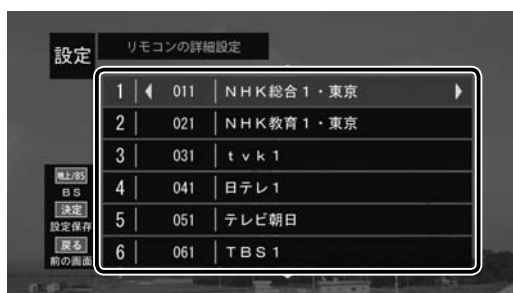 設定
リモコンの詳細設定
1 011 NHK総合1・東京
2 021 NHK教育1・東京
3 031 tvk1
4 041 日テレ1
5 051 テレビ朝日
6 061 TBS1
地上/BS
BS
決定
設定保存
戻る
前の画面